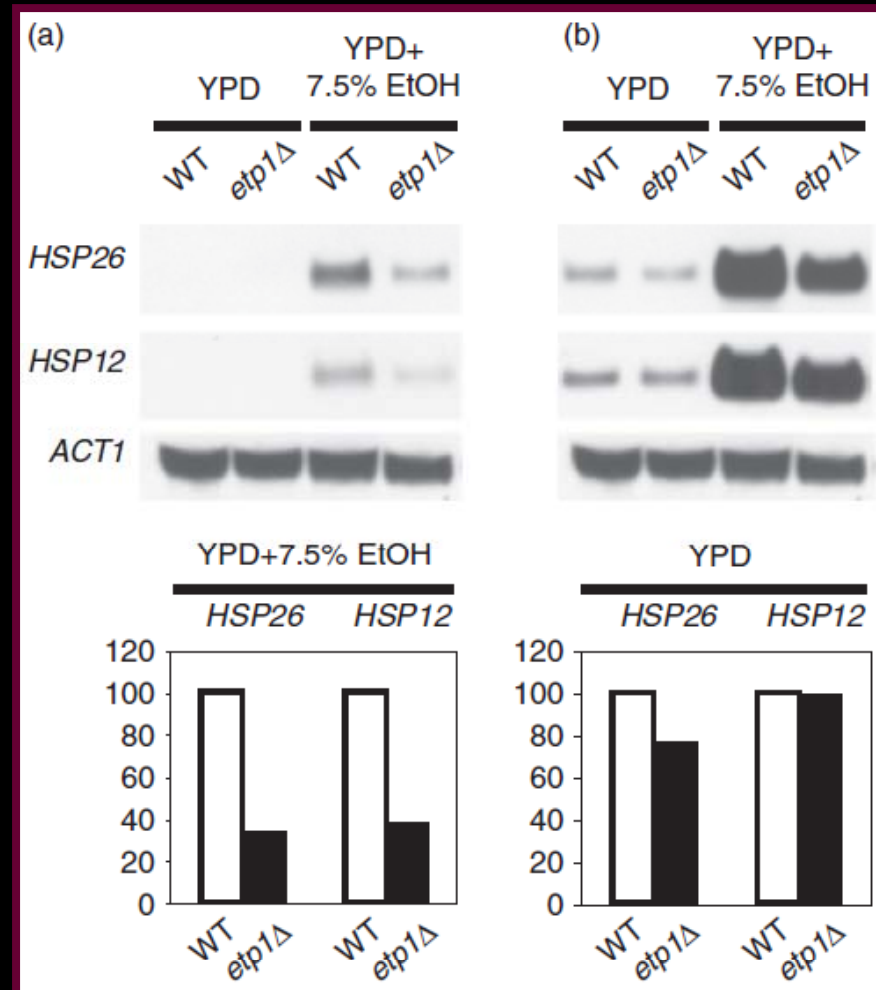 (a)
YPD
YPD+
7.5% EtOH
WT
etp1Δ
WT
etp1Δ
HSP26
HSP12
ACT1
YPD+7.5% EtOH
HSP26
HSP12
120
100
80
60
40
20
0
WT
etp1Δ
WT
etp1Δ
(b)
YPD
YPD+
7.5% EtOH
WT
etp1Δ
WT
etp1Δ
YPD
HSP26
HSP12
120
100
80
60
40
20
0
WT
etp1Δ
WT
etp1Δ